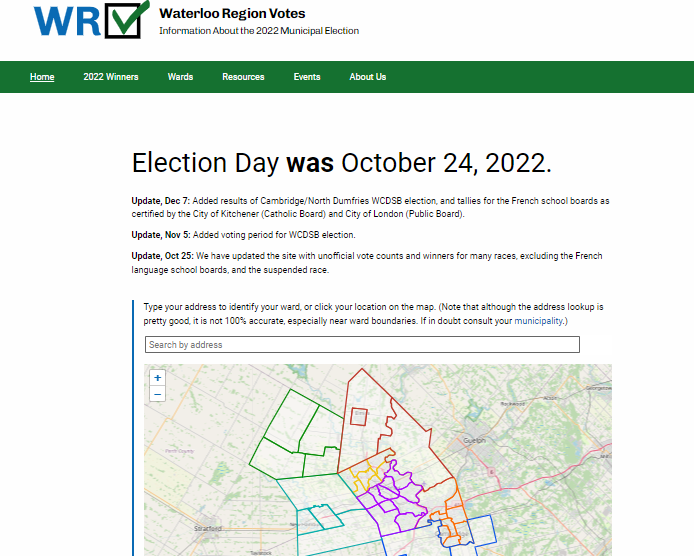 WR
Waterloo Region Votes
Information About the 2022 Municipal Election
Home 2022 Winners Wards Resources Events About Us
Election Day was October 24, 2022.
Update, Dec 7: Added results of Cambridge/North Dumfries WCDSB election, and tallies for the French school boards as
certified by the City of Kitchener (Catholic Board) and City of London (Public Board).
Update, Nov 5: Added voting period for WCDSB election.
Update, Oct 25: We have updated the site with unofficial vote counts and winners for many races, excluding the French
language school boards, and the suspended race.
Type your address to identify your ward, or click your location on the map. (Note that although the address lookup is
pretty good, it is not 100% accurate, especially near ward boundaries. If in doubt consult your municipality.)
Search by address
+
−
Guelph
Perth County
Stratford